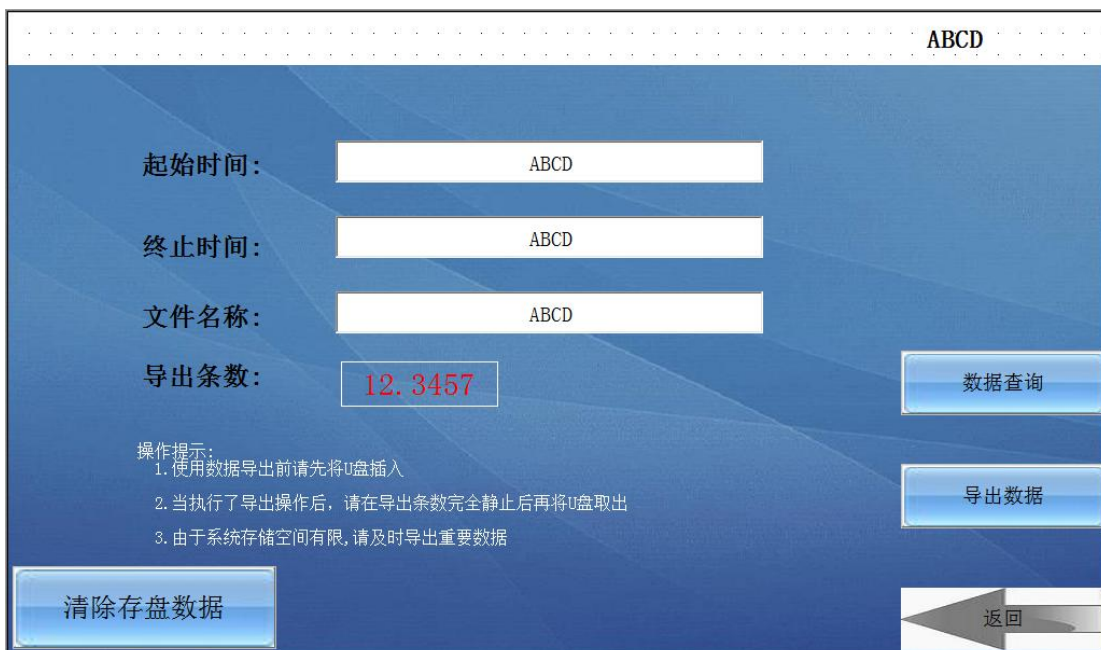 ABCD
起始时间: ABCD
终止时间: ABCD
文件名称: ABCD
导出条数: 12.3457
数据查询
操作提示:
1.使用数据导出前请先将U盘插入
2.当执行了导出操作后，请在导出条数完全静止后再将U盘取出
导出数据
3.由于系统存储空间有限,请及时导出重要数据
清除存盘数据
返回